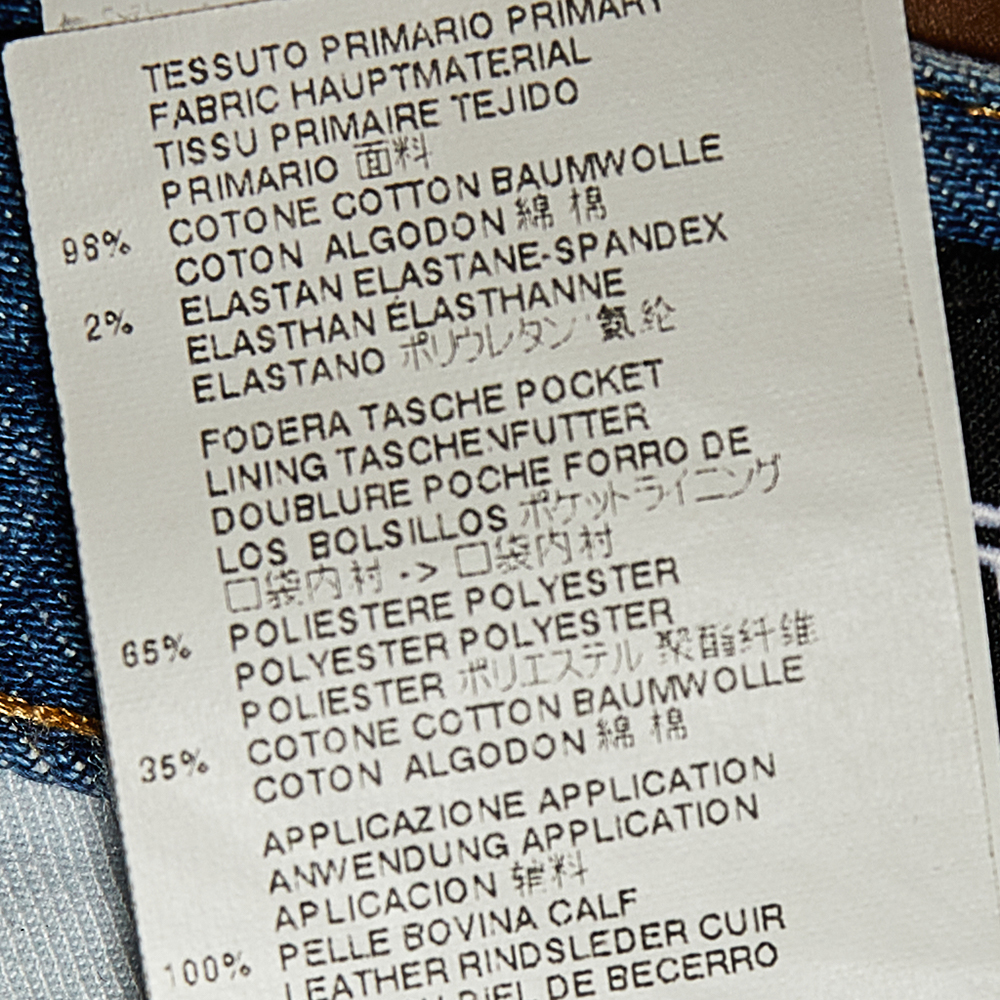 TESSUTO PRIMARIO PRIMARY
FABRIC HAUPTMATERIAL
TISSU PRIMAIRE TEJIDO
PRIMARIO 面料
98% COTONE COTTON BAUMWOLLE
COTON ALGODON 綿 棉
2% ELASTAN ELASTANE-SPANDEX
ELASTHAN ÉLASTHANNE
ELASTANO ポリウレタン 氨纶
FODERA TASCHE POCKET
LINING TASCHENFUTTER
DOUBLURE POCHE FORRO DE
LOS BOLSILLOS ポケットライニング
口袋内村 -> 口袋内村
65% POLIESTERE POLYESTER
POLYESTER POLYESTER
POLIESTER ポリエステル 聚酯纤维
35% COTONE COTTON BAUMWOLLE
COTON ALGODON 綿 棉
APPLICAZIONE APPLICATION
ANWENDUNG APPLICATION
APLICACION 辅料
100% PELLE BOVINA CALF
LEATHER RINDSLEDER CUIR
PIEL DE BECERRO